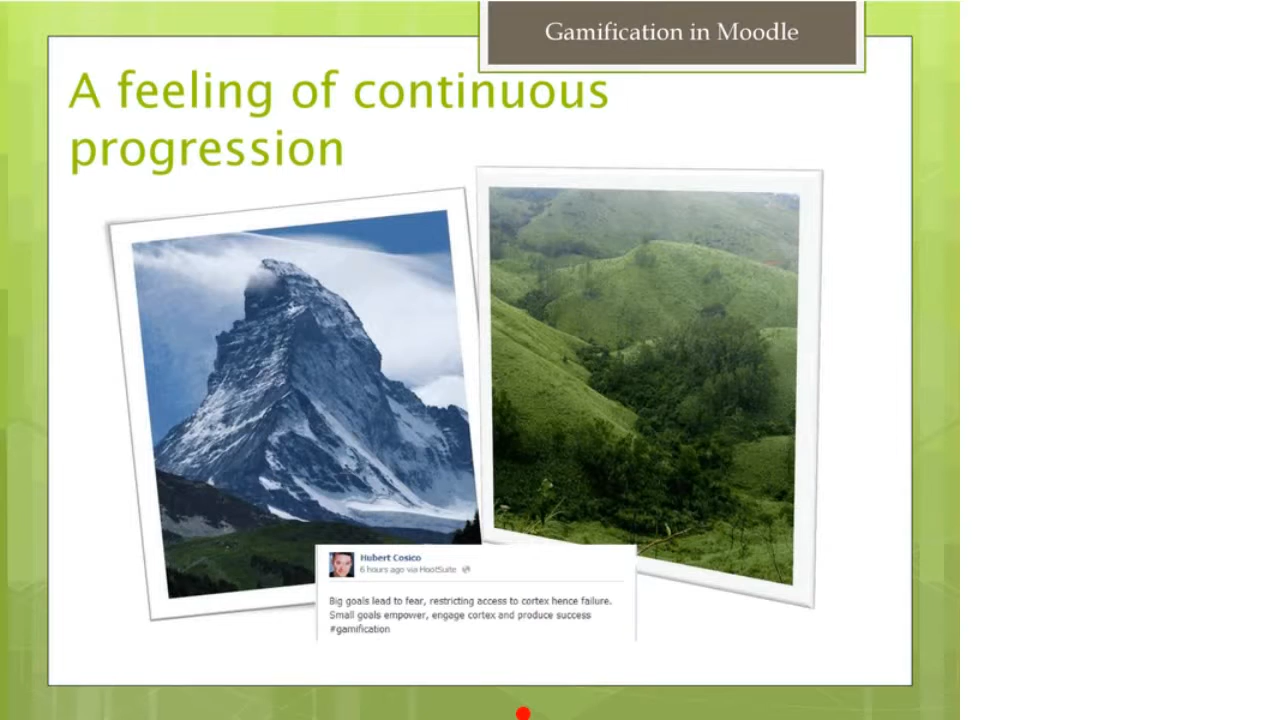 Gamification in Moodle
A feeling of continuous
progression
Hubert Cosico
6 hours ago via HootSuite
Big goals lead to fear, restricting access to cortex hence failure.
Small goals empower, engage cortex and produce success
#gamification